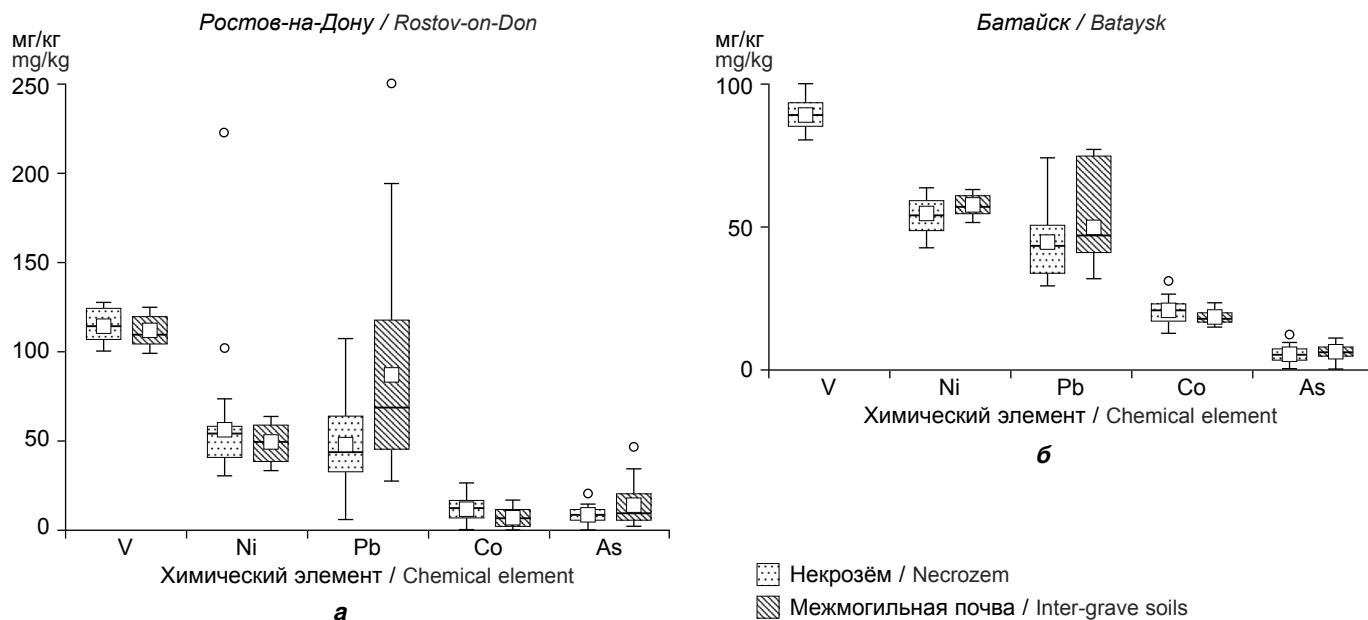 Ростов-на-Дону / Rostov-on-Don
мг/кг
mg/kg
250
200
150
100
50
0
V Ni Pb Co As
Химический элемент / Chemical element
а
Батайск / Bataysk
мг/кг
mg/kg
100
50
0
V Ni Pb Co As
Химический элемент / Chemical element
б
Некрозём / Necrozem
Межмогильная почва / Inter-grave soils